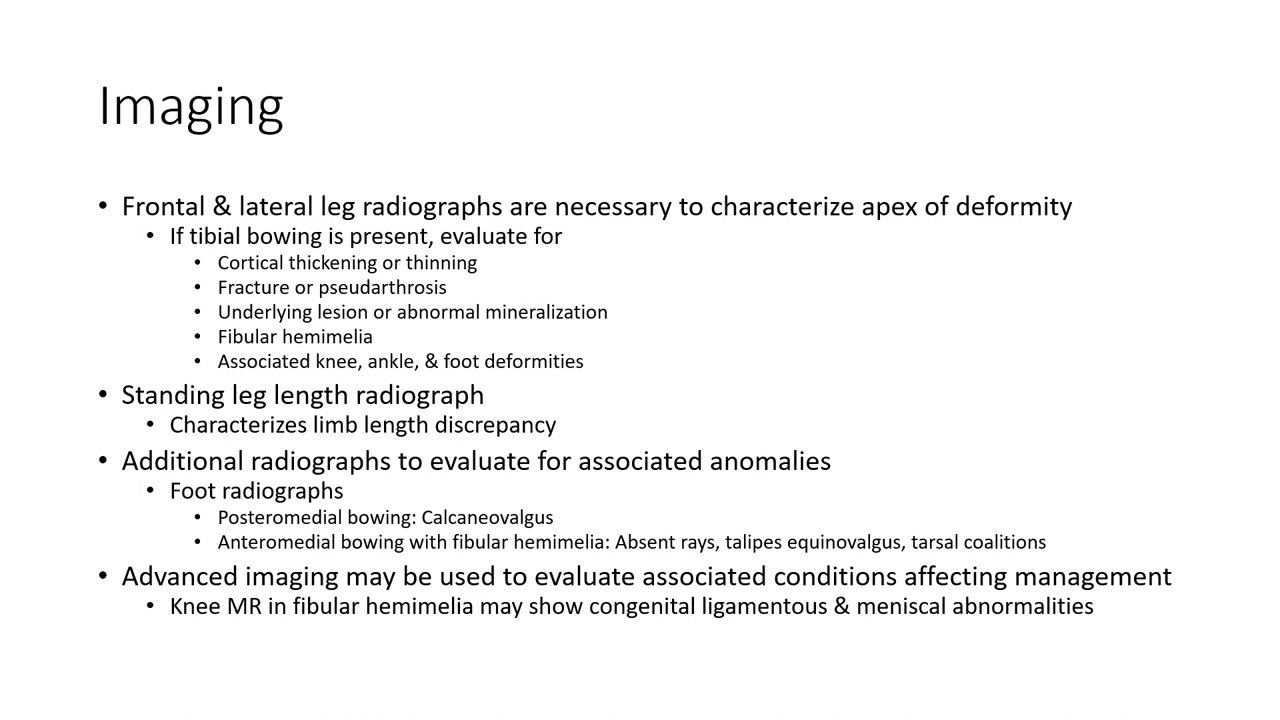 Imaging
• Frontal & lateral leg radiographs are necessary to characterize apex of deformity
• If tibial bowing is present, evaluate for
• Cortical thickening or thinning
• Fracture or pseudarthrosis
• Underlying lesion or abnormal mineralization
• Fibular hemimelia
• Associated knee, ankle, & foot deformities
• Standing leg length radiograph
• Characterizes limb length discrepancy
• Additional radiographs to evaluate for associated anomalies
• Foot radiographs
• Posteromedial bowing: Calcaneovalgus
• Anteromedial bowing with fibular hemimelia: Absent rays, talipes equinovalgus, tarsal coalitions
• Advanced imaging may be used to evaluate associated conditions affecting management
• Knee MR in fibular hemimelia may show congenital ligamentous & meniscal abnormalities